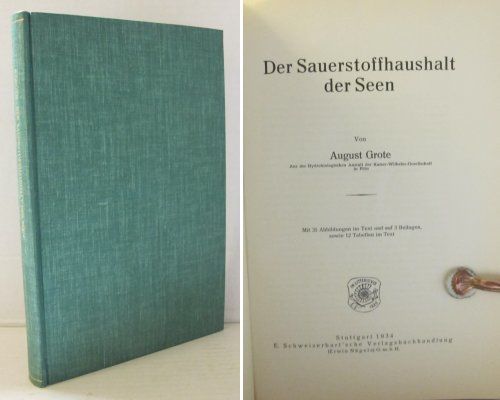 Der Sauerstoffhaushalt
der Seen
Von
August Grote
Aus der Hydrobiologischen Anstalt der Kaiser-Wilhelm-Gesellschaft
in Plön
Mit 31 Abbildungen im Text und auf 3 Beilagen,
sowie 12 Tabellen im Text
Stuttgart 1934
E. Schweizerbart'sche Verlagsbuchhandlung
(Erwin Nägele) G. m. b. H.